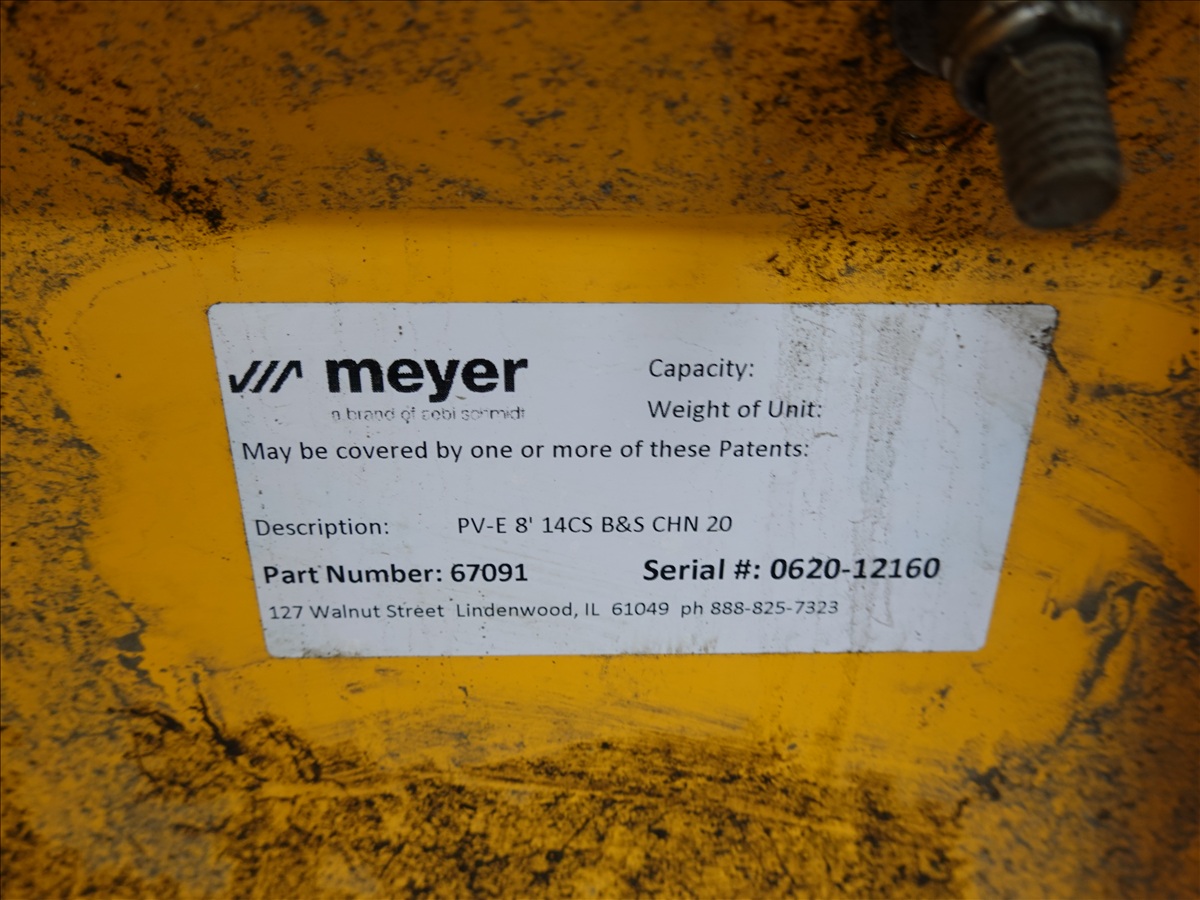 meyer
a brand of aebi schmidt
Capacity:
Weight of Unit:
May be covered by one or more of these Patents:
Description: PV-E 8' 14CS B&S CHN 20
Part Number: 67091 Serial #: 0620-12160
127 Walnut Street Lindenwood, IL 61049 ph 888-825-7323